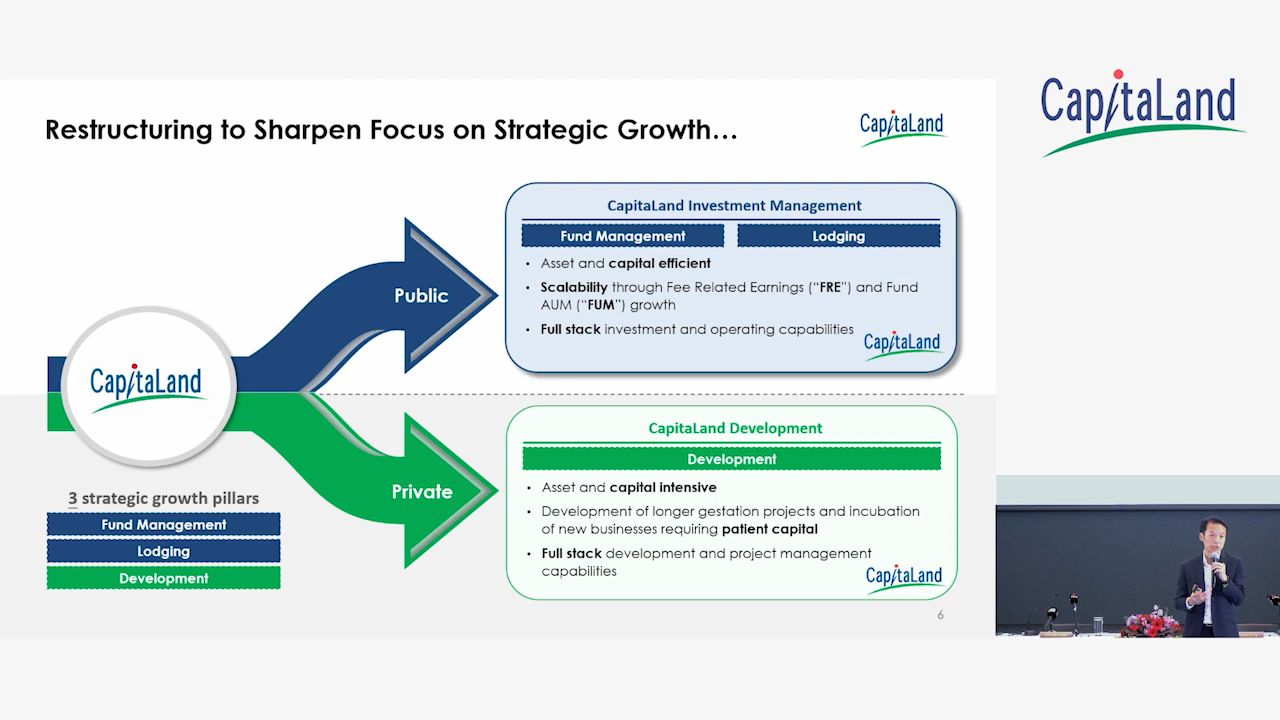 Restructuring to Sharpen Focus on Strategic Growth…
CapitaLand
CapitaLand
CapitaLand Investment Management
Fund Management
Lodging
• Asset and capital efficient
• Scalability through Fee Related Earnings (“FRE”) and Fund
AUM (“FUM”) growth
• Full stack investment and operating capabilities
CapitaLand
Public
CapitaLand
Private
3 strategic growth pillars
Fund Management
Lodging
Development
CapitaLand Development
Development
• Asset and capital intensive
• Development of longer gestation projects and incubation
of new businesses requiring patient capital
• Full stack development and project management
capabilities
CapitaLand
6